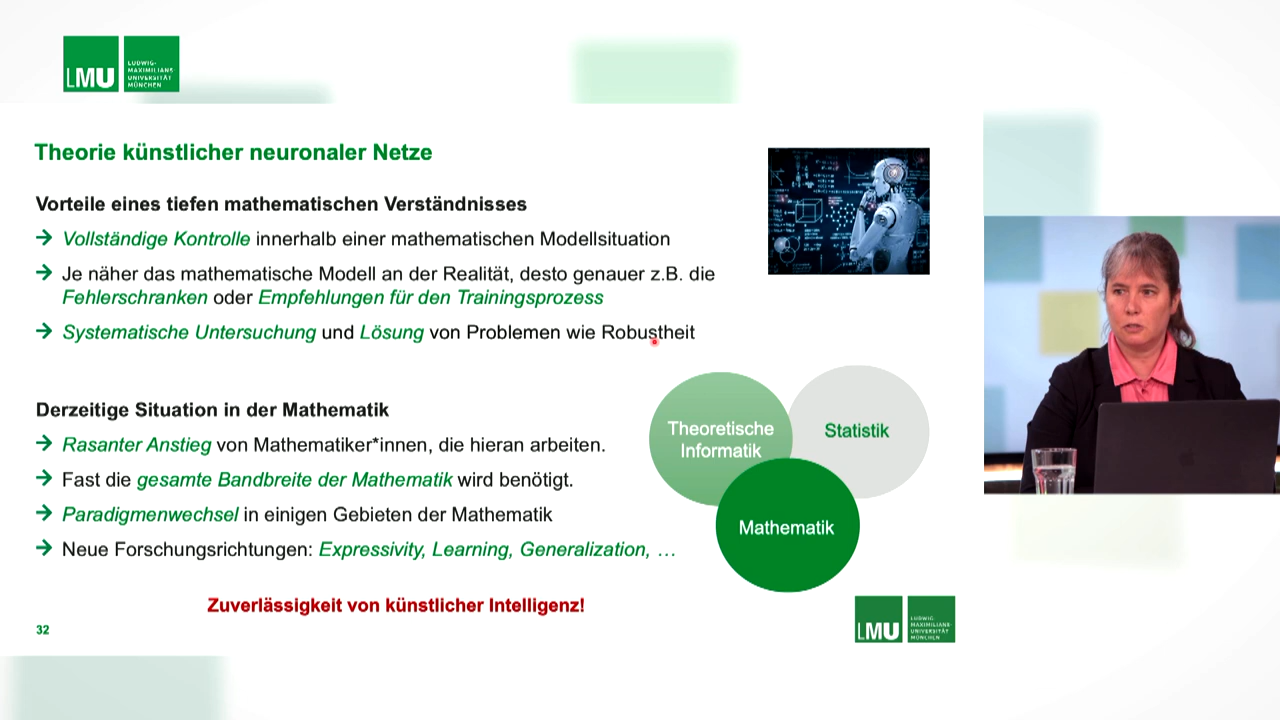 LMU
LUDWIG-
MAXIMILIANS-
UNIVERSITÄT
MÜNCHEN
Theorie künstlicher neuronaler Netze
Vorteile eines tiefen mathematischen Verständnisses
→ Vollständige Kontrolle innerhalb einer mathematischen Modellsituation
→ Je näher das mathematische Modell an der Realität, desto genauer z.B. die
Fehlerschranken oder Empfehlungen für den Trainingsprozess
→ Systematische Untersuchung und Lösung von Problemen wie Robustheit
Derzeitige Situation in der Mathematik
→ Rasanter Anstieg von Mathematiker*innen, die hieran arbeiten.
→ Fast die gesamte Bandbreite der Mathematik wird benötigt.
→ Paradigmenwechsel in einigen Gebieten der Mathematik
→ Neue Forschungsrichtungen: Expressivity, Learning, Generalization, …
Theoretische
Informatik
Statistik
Mathematik
Zuverlässigkeit von künstlicher Intelligenz!
32
LMU
LUDWIG-
MAXIMILIANS-
UNIVERSITÄT
MÜNCHEN